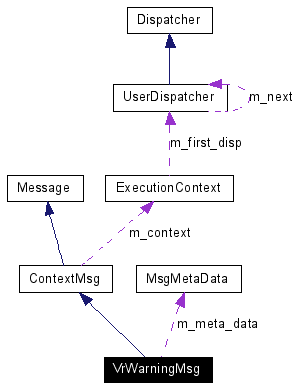 Dispatcher
UserDispatcher
m_next
m_first_disp
Message
ExecutionContext
m_context
ContextMsg
MsgMetaData
m_meta_data
VrWarningMsg